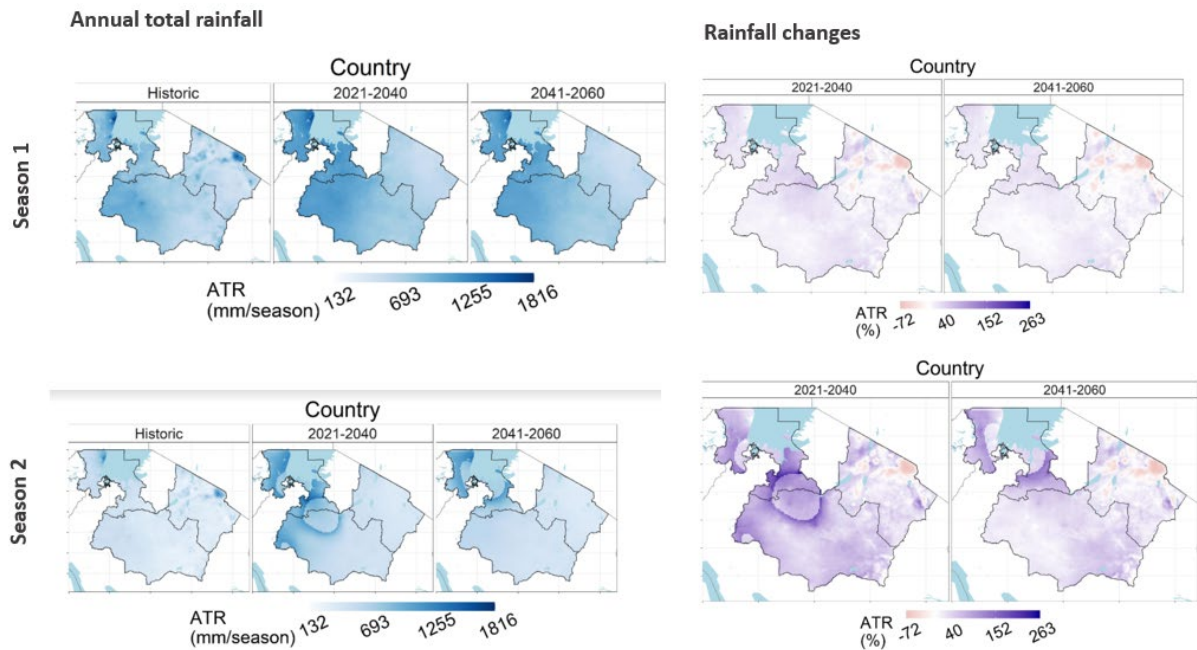 Annual total rainfall
Rainfall changes
Season 1
Country
Historic
2021-2040
2041-2060
ATR
(mm/season)
132
693
1255
1816
Country
2021-2040
2041-2060
ATR
(%)
-72
40
152
263
Season 2
Country
Historic
2021-2040
2041-2060
ATR
(mm/season)
132
693
1255
1816
Country
2021-2040
2041-2060
ATR
(%)
-72
40
152
263